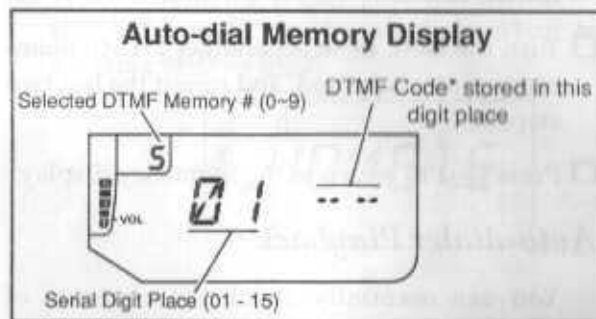 Auto-dial Memory Display
Selected DTMF Memory # (0~9)
DTMF Code* stored in this
digit place
5
VOL
01 -- --
Serial Digit Place (01 - 15)